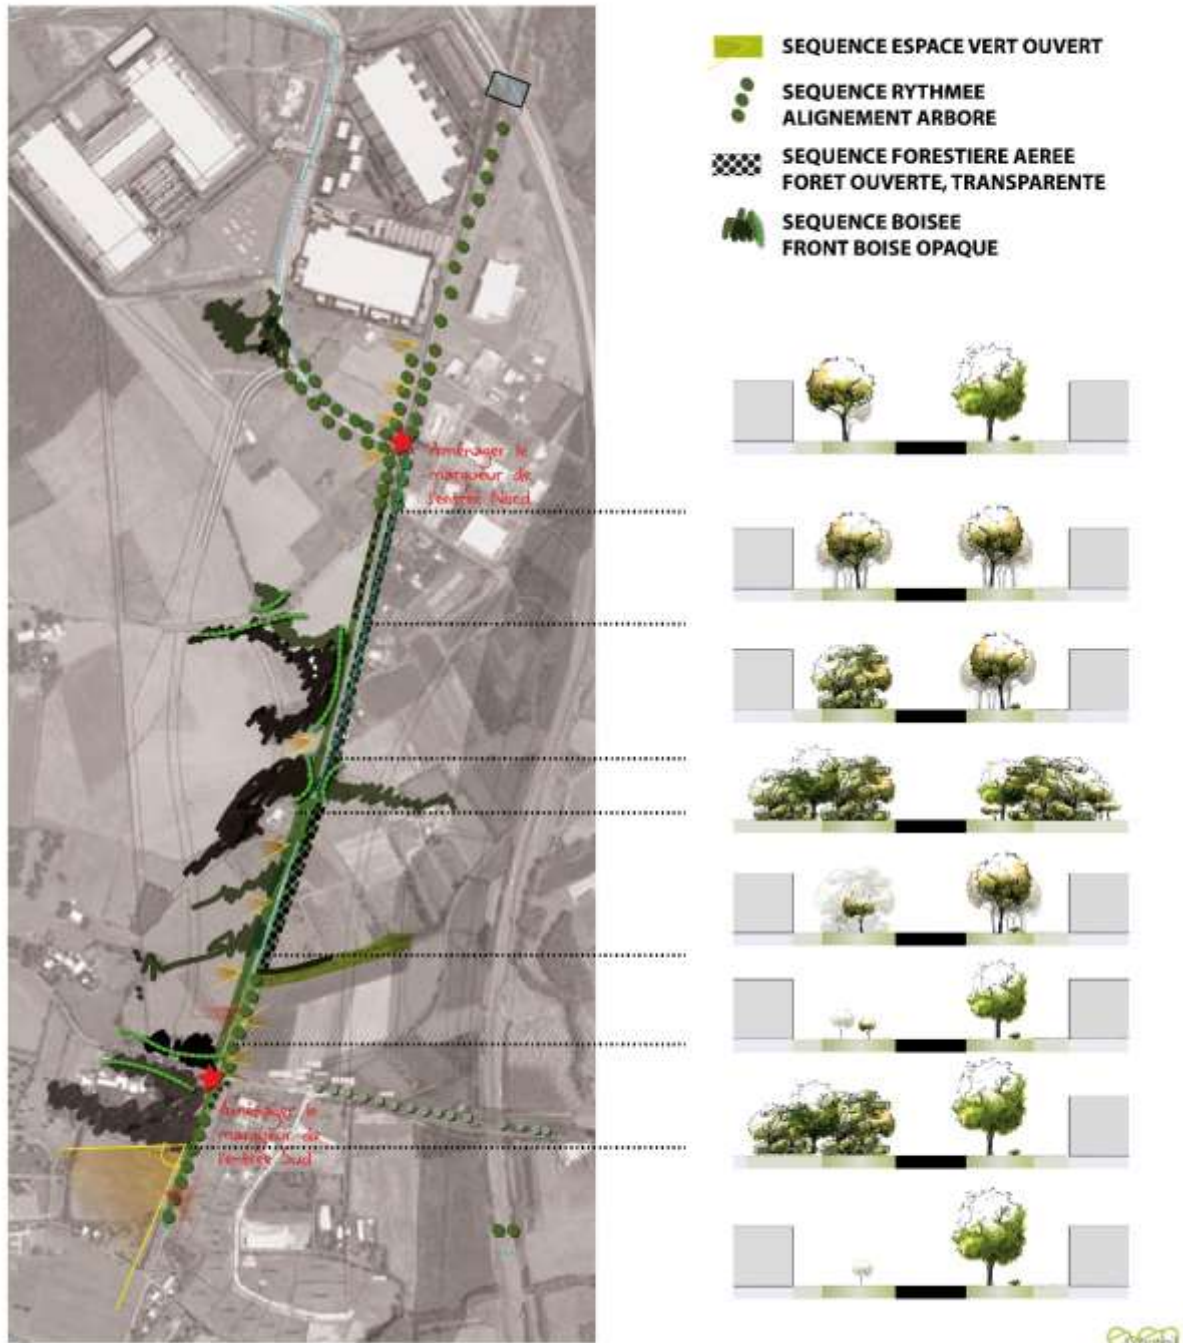 SEQUENCE ESPACE VERT OUVERT
SEQUENCE RYTHMEE
ALIGNEMENT ARBORE
SEQUENCE FORESTIERE AEREE
FORET OUVERTE, TRANSPARENTE
SEQUENCE BOISEE
FRONT BOISE OPAQUE
Aménager le
marqueur de
l'entrée Nord
Aménager le
marqueur de
l'entrée Sud
even